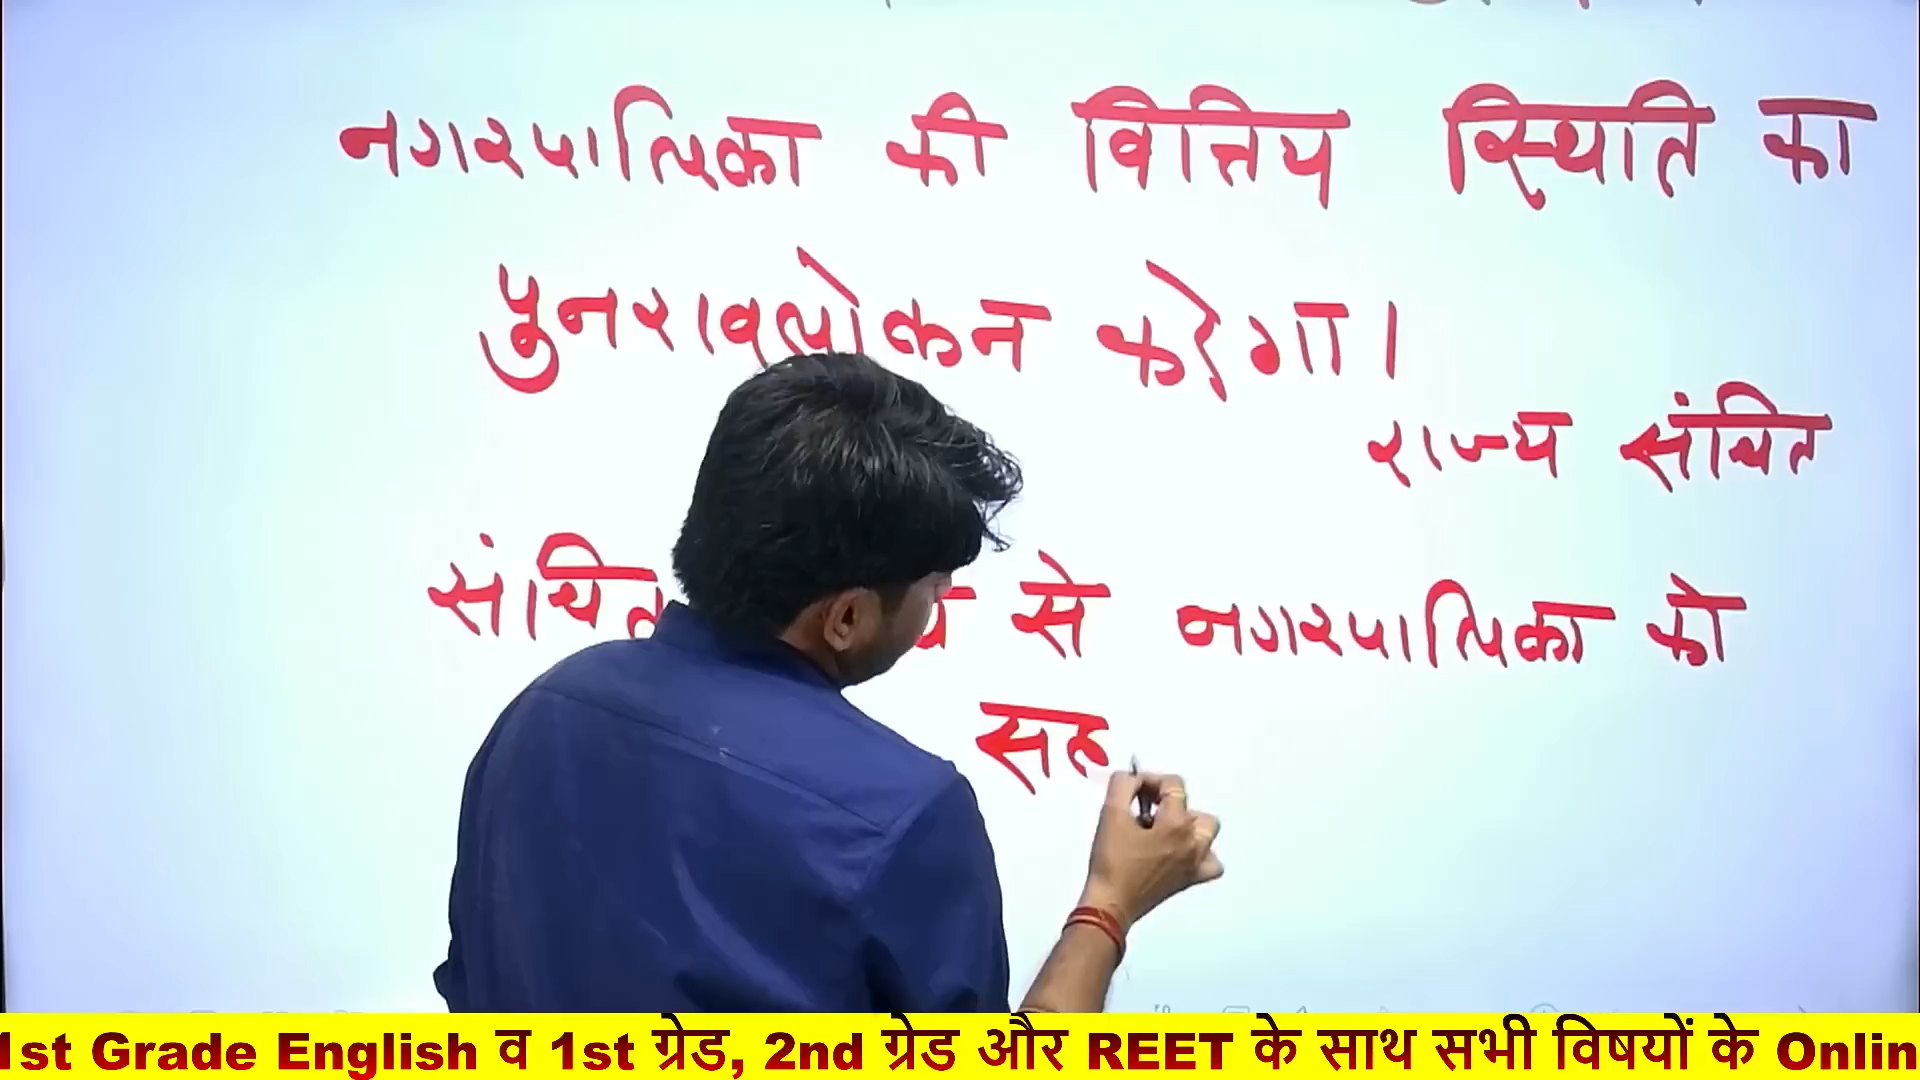 नगरपालिका की वित्तिय स्थिति का
पुनरावलोकन करेगा।
राज्य संचित
संचित से नगरपालिका को
सह
1st Grade English व 1st ग्रेड, 2nd ग्रेड और REET के साथ सभी विषयों के Onlin